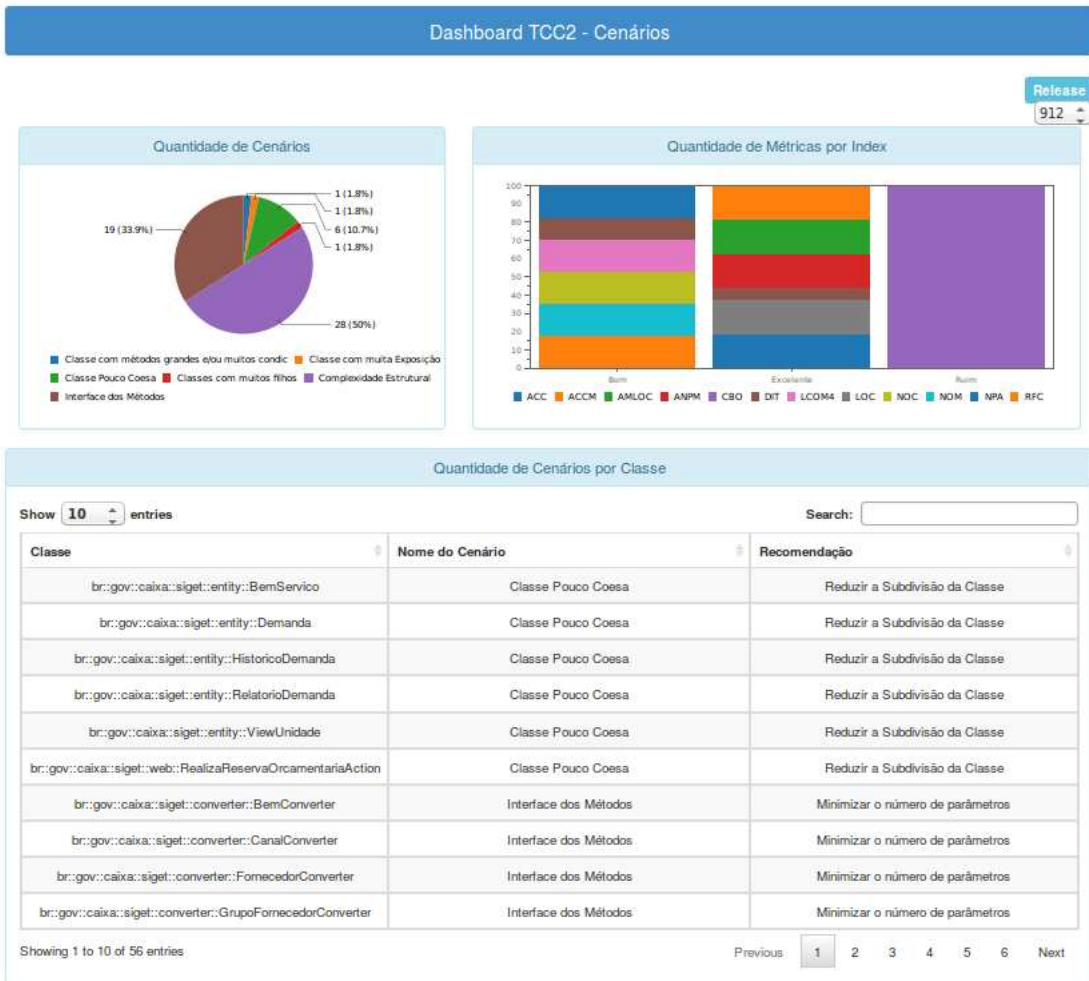 Dashboard TCC2 - Cenários
Release
912
Quantidade de Cenários
1 (1.8%)
1 (1.8%)
6 (10.7%)
1 (1.8%)
19 (33.9%)
28 (50%)
Classe com métodos grandes e/ou muitos condic Classe com muita Exposição
Classe Pouco Coesa Classes com muitos filhos Complexidade Estrutural
Interface dos Métodos
Quantidade de Métricas por Index
100
90
80
70
60
50
40
30
20
10
0
Bom Excelente Ruim
ACC ACCM AMLOC ANPM CBO DIT LCOM4 LOC NOC NOM NPA RFC
Quantidade de Cenários por Classe
Show 10 entries Search:
Classe Nome do Cenário Recomendação
br::gov::caixa::siget::entity::BemServico Classe Pouco Coesa Reduzir a Subdivisão da Classe
br::gov::caixa::siget::entity::Demanda Classe Pouco Coesa Reduzir a Subdivisão da Classe
br::gov::caixa::siget::entity::HistoricoDemanda Classe Pouco Coesa Reduzir a Subdivisão da Classe
br::gov::caixa::siget::entity::RelatorioDemanda Classe Pouco Coesa Reduzir a Subdivisão da Classe
br::gov::caixa::siget::entity::ViewUnidade Classe Pouco Coesa Reduzir a Subdivisão da Classe
br::gov::caixa::siget::web::RealizaReservaOrcamentariaAction Classe Pouco Coesa Reduzir a Subdivisão da Classe
br::gov::caixa::siget::converter::BemConverter Interface dos Métodos Minimizar o número de parâmetros
br::gov::caixa::siget::converter::CanalConverter Interface dos Métodos Minimizar o número de parâmetros
br::gov::caixa::siget::converter::FornecedorConverter Interface dos Métodos Minimizar o número de parâmetros
br::gov::caixa::siget::converter::GrupoFornecedorConverter Interface dos Métodos Minimizar o número de parâmetros
Showing 1 to 10 of 56 entries Previous 1 2 3 4 5 6 Next